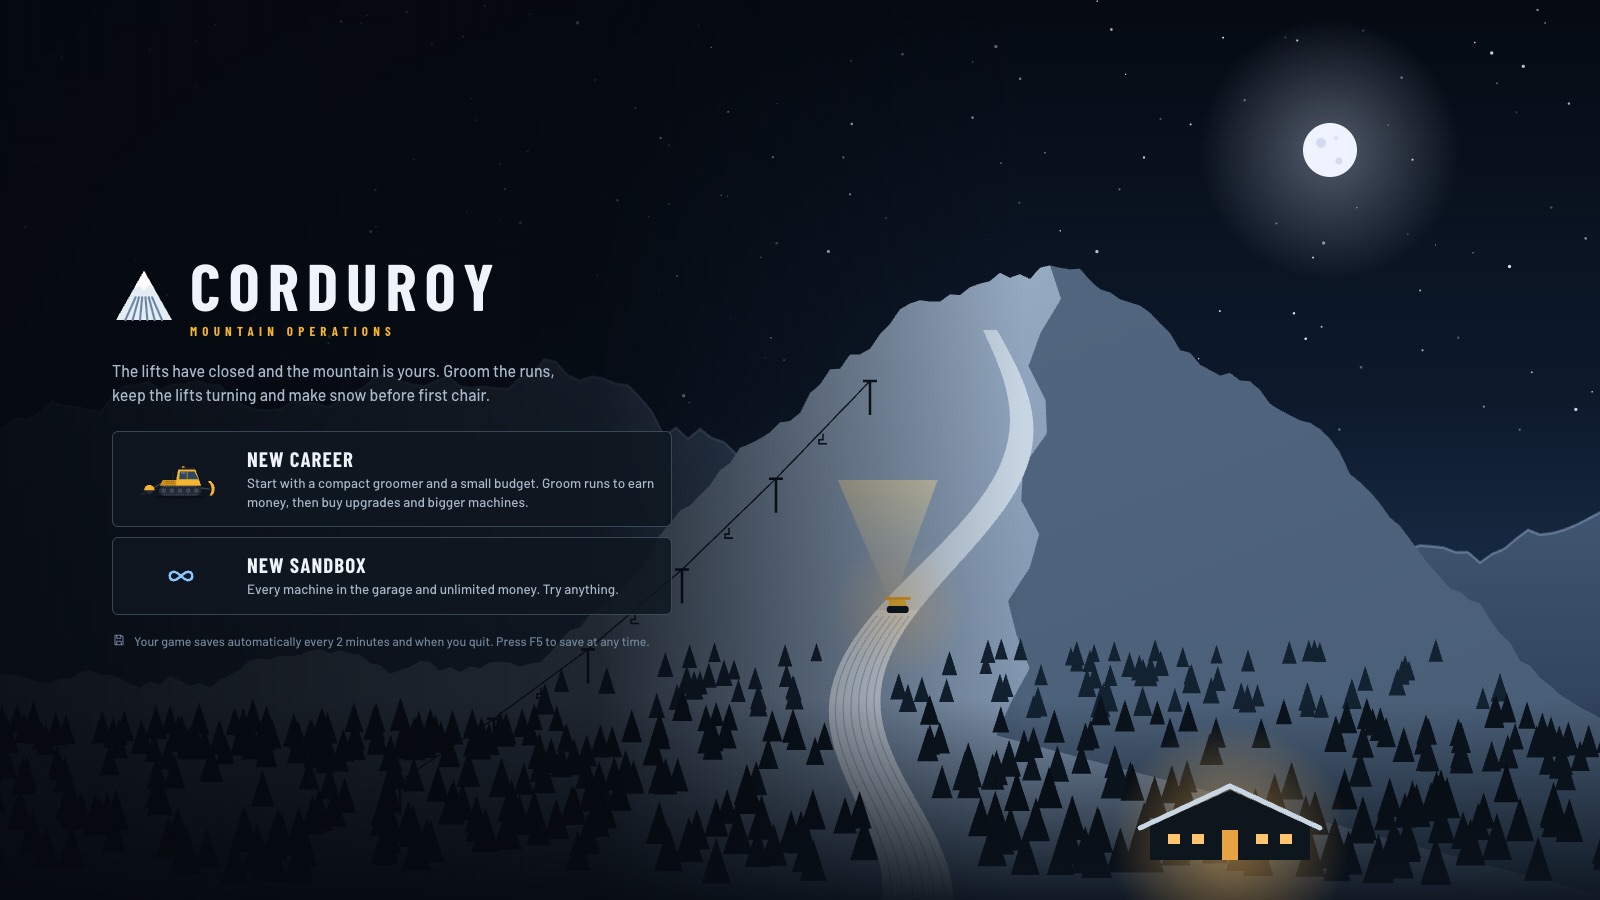 CORDUROY
MOUNTAIN OPERATIONS
The lifts have closed and the mountain is yours. Groom the runs,
keep the lifts turning and make snow before first chair.
NEW CAREER
Start with a compact groomer and a small budget. Groom runs to earn
money, then buy upgrades and bigger machines.
NEW SANDBOX
Every machine in the garage and unlimited money. Try anything.
Your game saves automatically every 2 minutes and when you quit. Press F5 to save at any time.